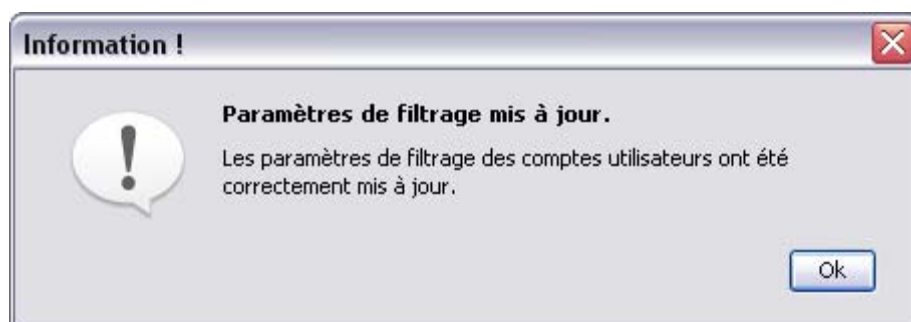 Information !
Paramètres de filtrage mis à jour.
Les paramètres de filtrage des comptes utilisateurs ont été
correctement mis à jour.
Ok